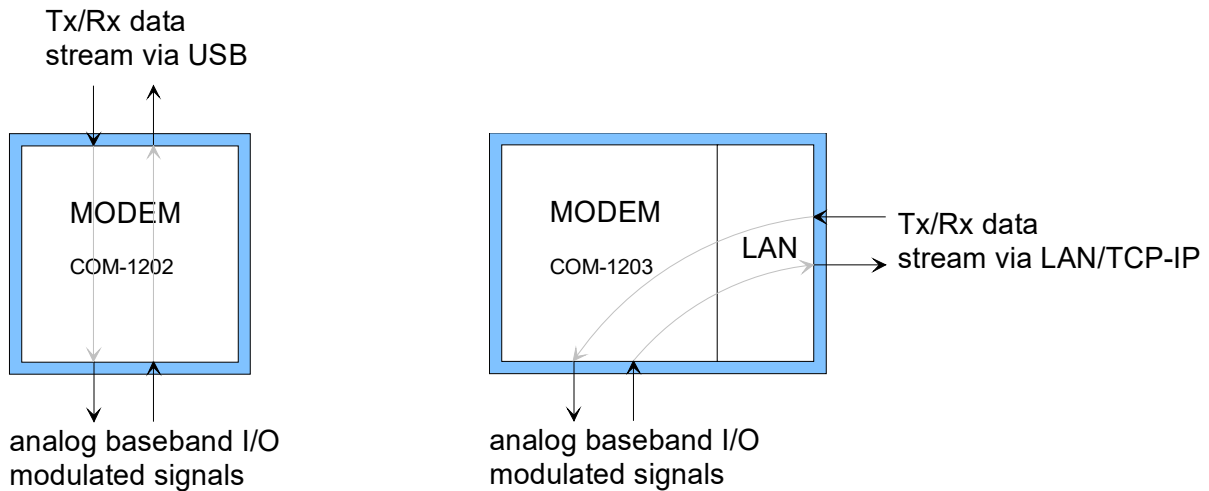 Tx/Rx data
stream via USB
MODEM
COM-1202
analog baseband I/O
modulated signals
MODEM
COM-1203
LAN
Tx/Rx data
stream via LAN/TCP-IP
analog baseband I/O
modulated signals